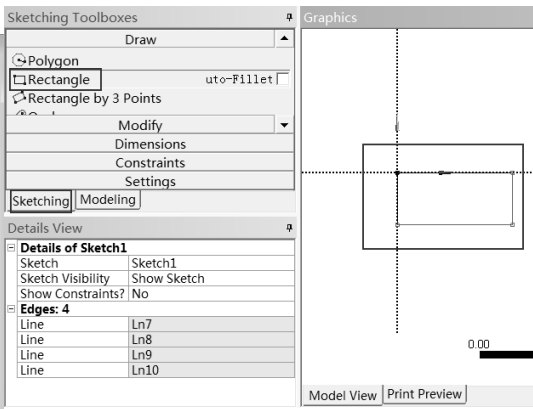 Sketching Toolboxes
Draw
Polygon
Rectangle uto-Fillet
Rectangle by 3 Points
Modify
Dimensions
Constraints
Settings
Sketching Modeling
Details View
Details of Sketch1
Sketch Sketch1
Sketch Visibility Show Sketch
Show Constraints? No
Edges: 4
Line Ln7
Line Ln8
Line Ln9
Line Ln10
Graphics
0.00
Model View Print Preview